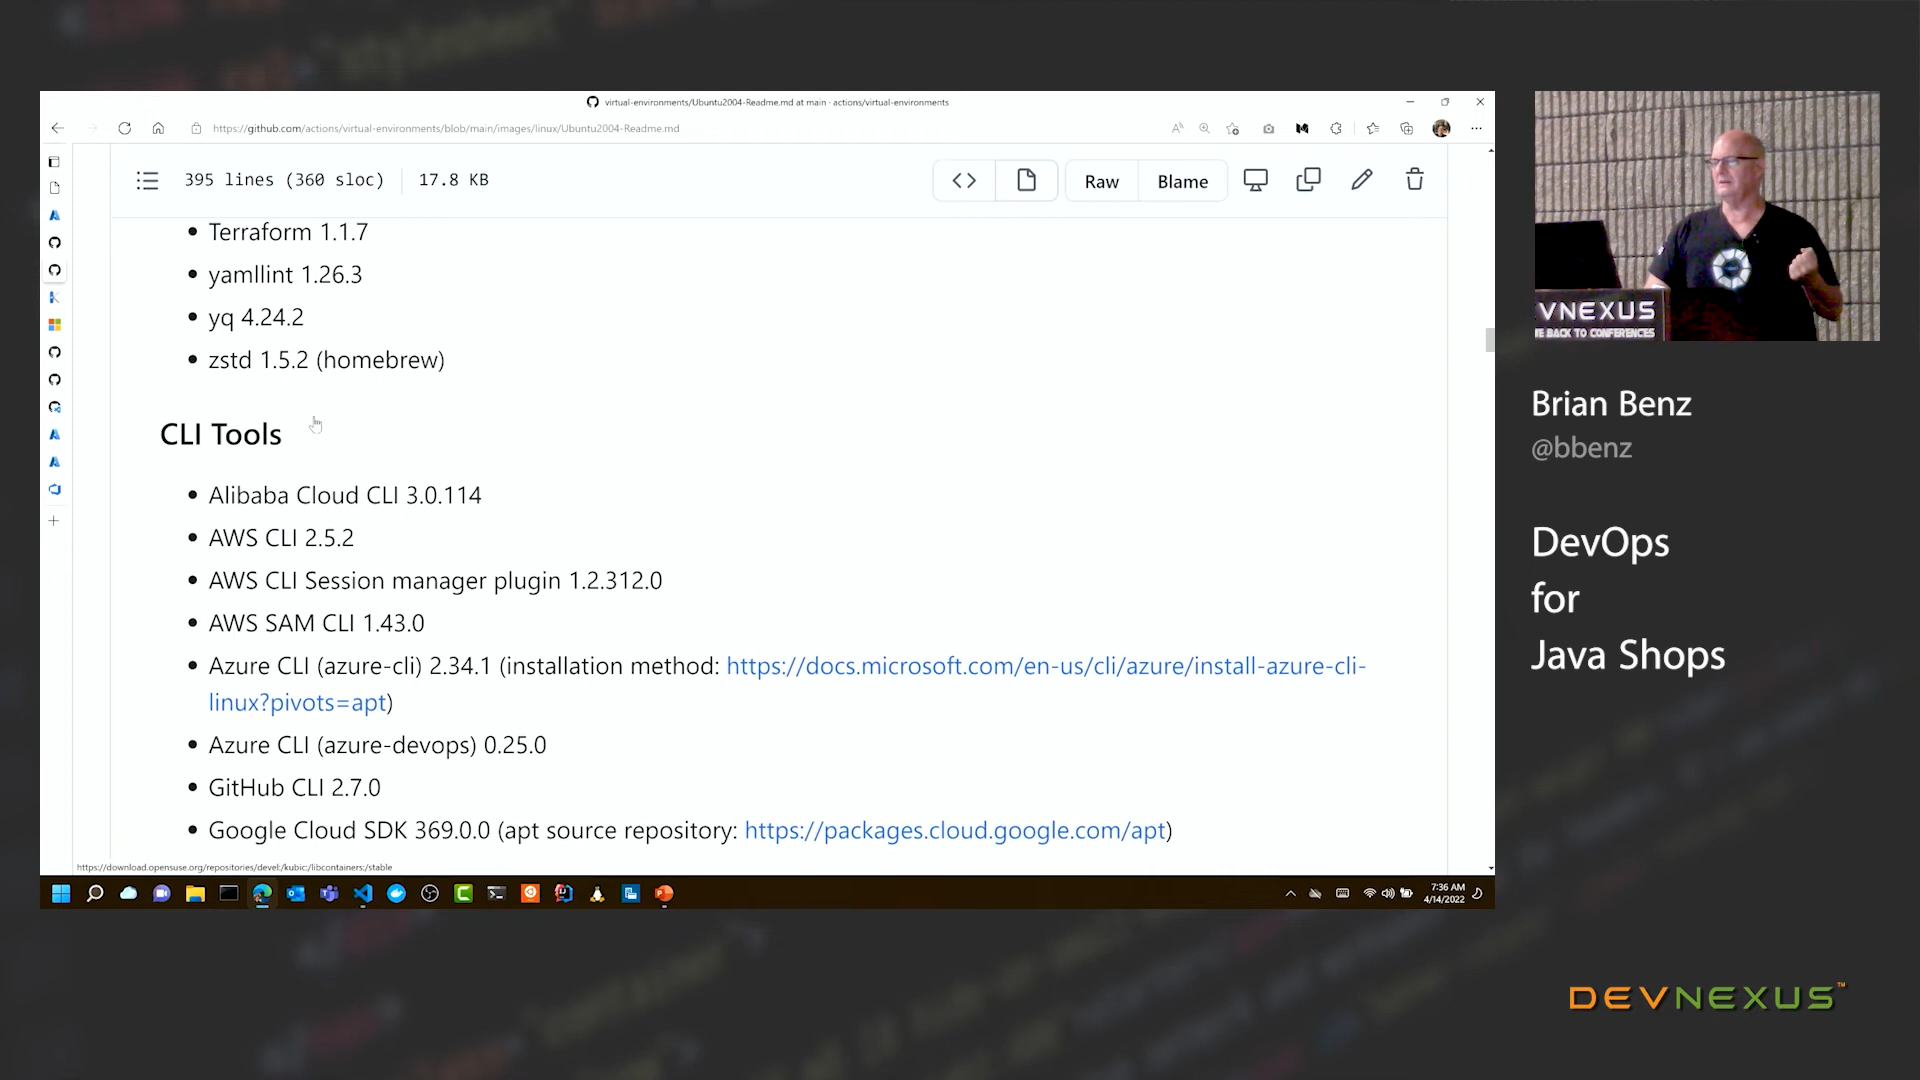 virtual-environments/Ubuntu2004-Readme.md at main · actions/virtual-environments
https://github.com/actions/virtual-environments/blob/main/images/linux/Ubuntu2004-Readme.md
395 lines (360 sloc)
17.8 KB
Raw
Blame
• Terraform 1.1.7
• yamllint 1.26.3
• yq 4.24.2
• zstd 1.5.2 (homebrew)
CLI Tools
• Alibaba Cloud CLI 3.0.114
• AWS CLI 2.5.2
• AWS CLI Session manager plugin 1.2.312.0
• AWS SAM CLI 1.43.0
• Azure CLI (azure-cli) 2.34.1 (installation method: https://docs.microsoft.com/en-us/cli/azure/install-azure-cli-
linux?pivots=apt)
• Azure CLI (azure-devops) 0.25.0
• GitHub CLI 2.7.0
• Google Cloud SDK 369.0.0 (apt source repository: https://packages.cloud.google.com/apt)
https://download.opensuse.org/repositories/devel:/kubic:/libcontainers:/stable
7:36 AM
4/14/2022
VNEXUS
BACK TO CONFERENCES
Brian Benz
@bbenz
DevOps
for
Java Shops
DEVNEXUS™